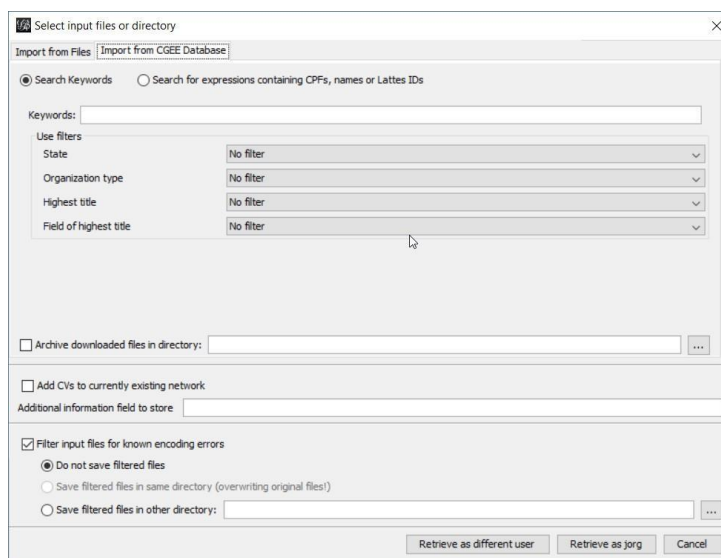 Select input files or directory
Import from Files Import from CGEE Database
Search Keywords Search for expressions containing CPFs, names or Lattes IDs
Keywords:
Use filters
State No filter
Organization type No filter
Highest title No filter
Field of highest title No filter
Archive downloaded files in directory: ...
Add CVs to currently existing network
Additional information field to store
Filter input files for known encoding errors
Do not save filtered files
Save filtered files in same directory (overwriting original files!)
Save filtered files in other directory: ...
Retrieve as different user Retrieve as jorg Cancel